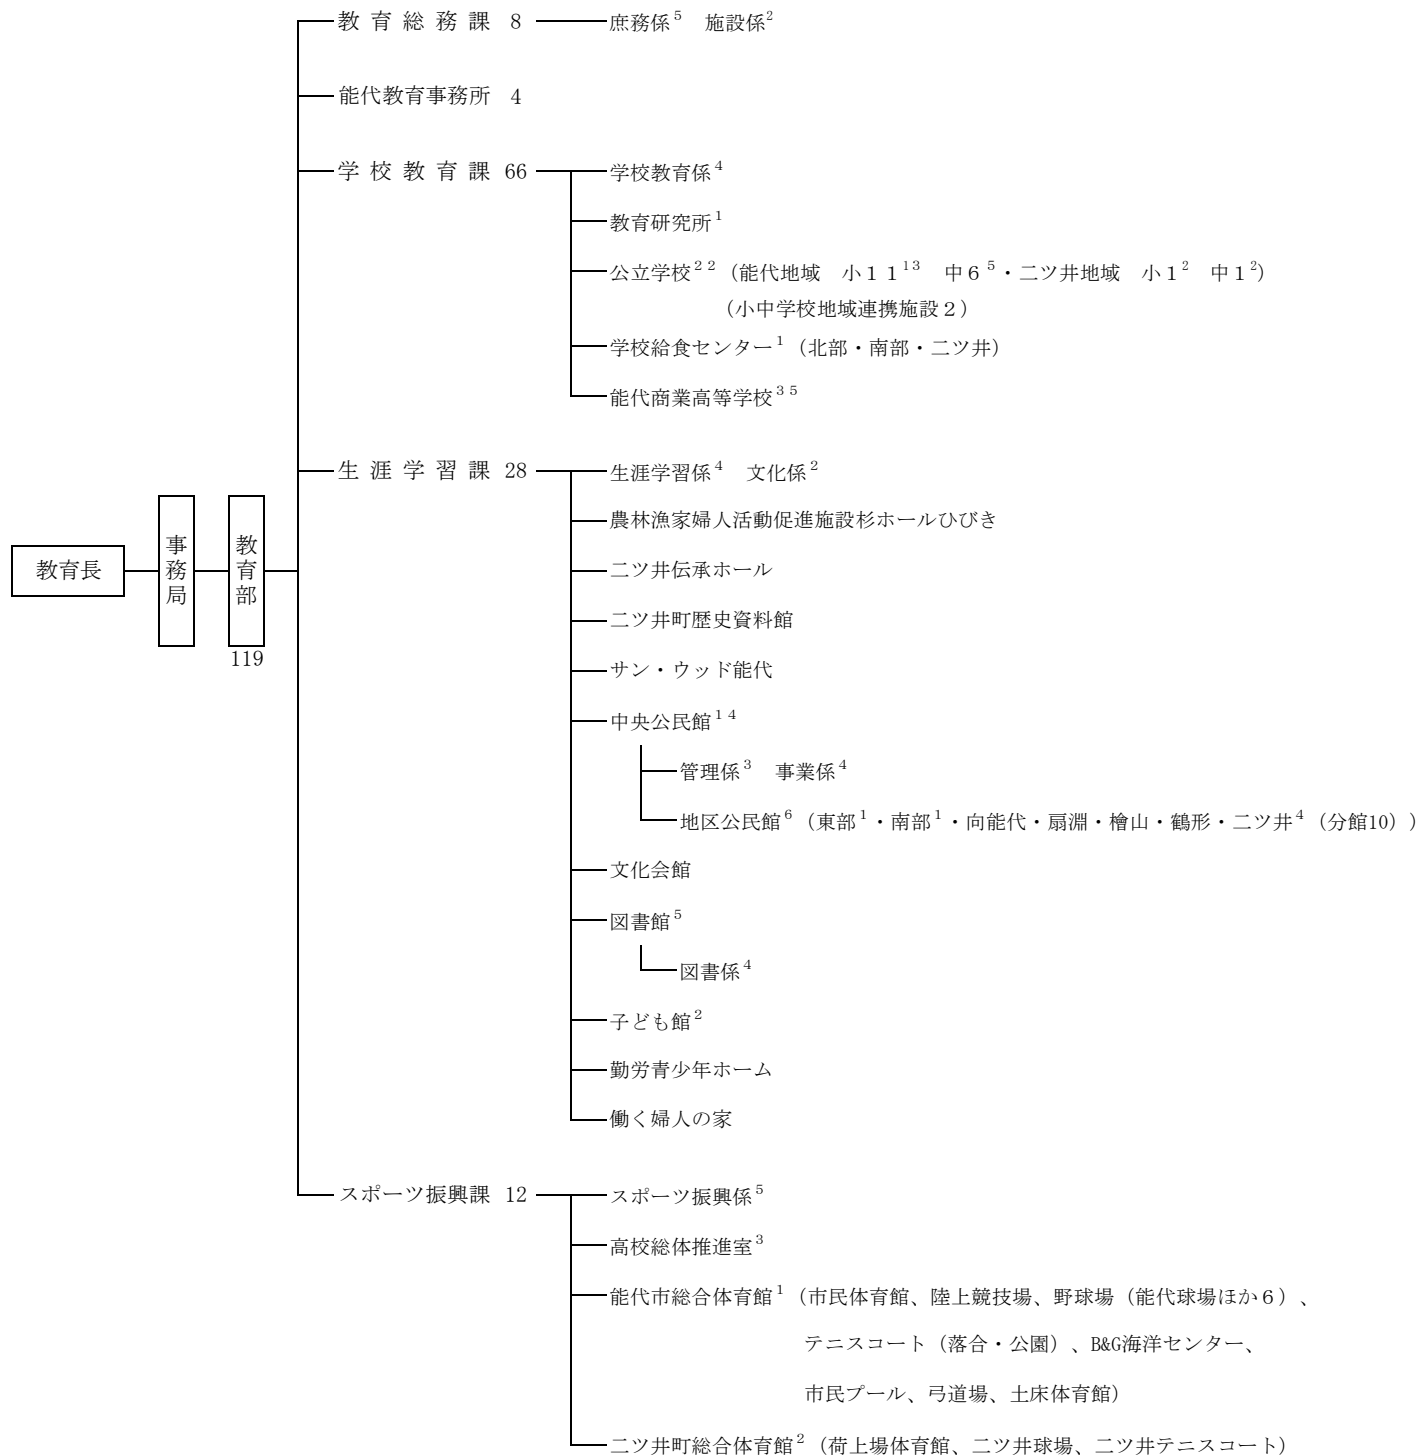 教育総務課 8 庶務係⁵ 施設係²
能代教育事務所 4
学校教育課 66 学校教育係⁴
教育研究所¹
公立学校²²（能代地域 小１１¹³ 中６⁵・二ツ井地域 小１² 中１²）
（小中学校地域連携施設２）
学校給食センター¹（北部・南部・二ツ井）
能代商業高等学校³⁵
生涯学習課 28 生涯学習係⁴ 文化係²
農林漁家婦人活動促進施設杉ホールひびき
教育長 事務局 教育部 二ツ井伝承ホール
119
二ツ井町歴史資料館
サン・ウッド能代
中央公民館¹⁴
管理係³ 事業係⁴
地区公民館⁶（東部¹・南部¹・向能代・扇淵・檜山・鶴形・二ツ井⁴（分館10））
文化会館
図書館⁵
図書係⁴
子ども館²
勤労青少年ホーム
働く婦人の家
スポーツ振興課 12 スポーツ振興係⁵
高校総体推進室³
能代市総合体育館¹（市民体育館、陸上競技場、野球場（能代球場ほか６）、
テニスコート（落合・公園）、B&G海洋センター、
市民プール、弓道場、土床体育館）
二ツ井町総合体育館²（荷上場体育館、二ツ井球場、二ツ井テニスコート）